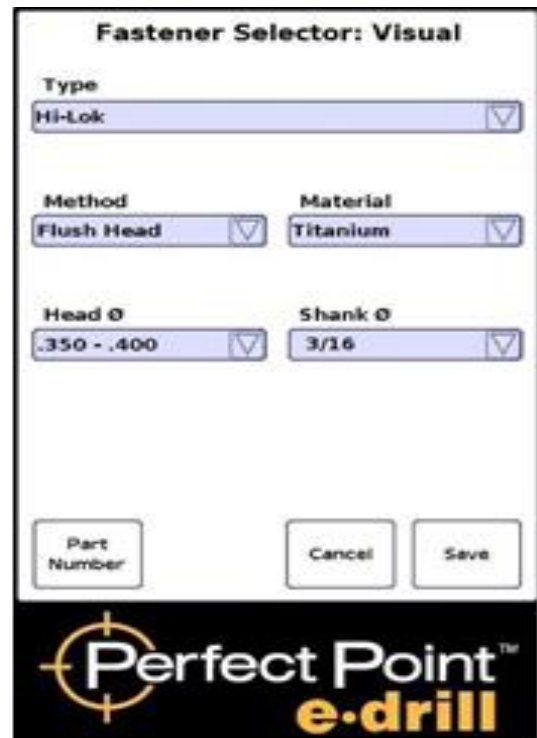 Fastener Selector: Visual
Type
Hi-Lok
Method Material
Flush Head Titanium
Head Ø Shank Ø
.350 - .400 3/16
Part
Number
Cancel Save
Perfect Point™
e-drill